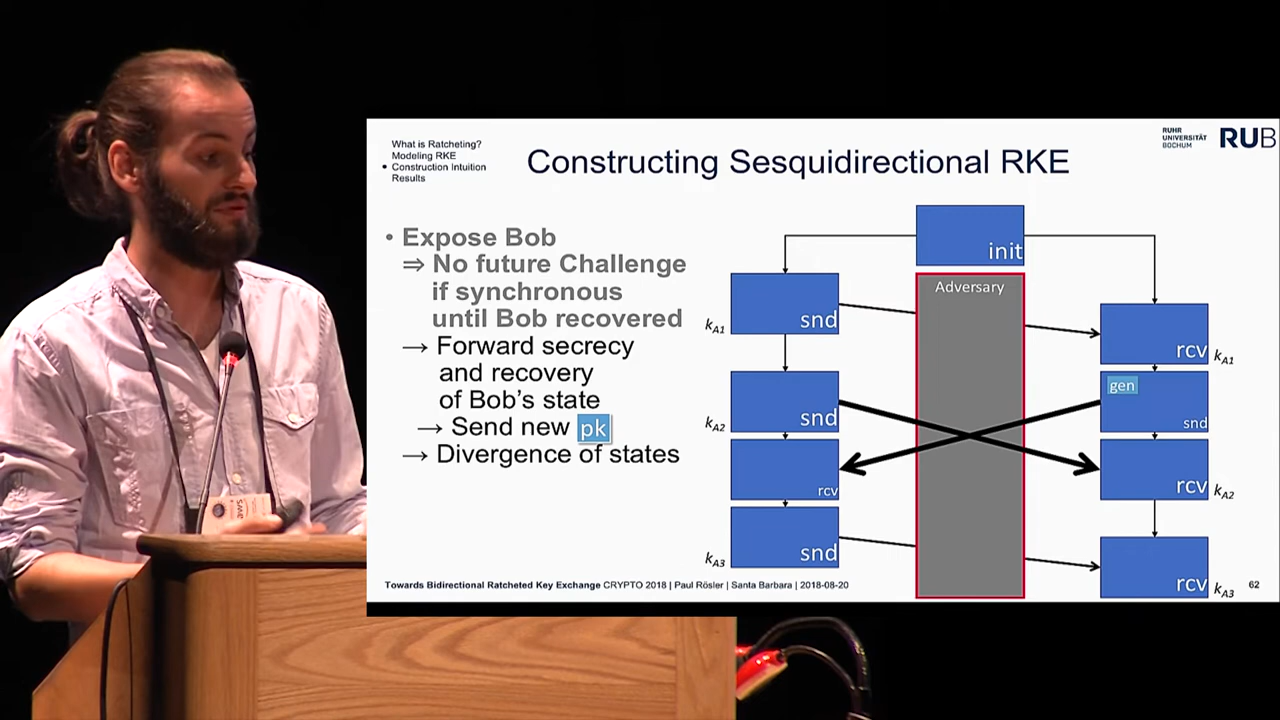 What is Ratcheting?
Modeling RKE
• Construction Intuition
Results
Constructing Sesquidirectional RKE
RUHR
UNIVERSITÄT
BOCHUM
RUB
• Expose Bob
⇒ No future Challenge
if synchronous
until Bob recovered
→ Forward secrecy
and recovery
of Bob's state
→ Send new pk
→ Divergence of states
init
Adversary
snd
kA1
rcv
kA1
gen
snd
snd
kA2
rcv
rcv
kA2
snd
kA3
rcv
kA3
Towards Bidirectional Ratcheted Key Exchange CRYPTO 2018 | Paul Rösler | Santa Barbara | 2018-08-20
62